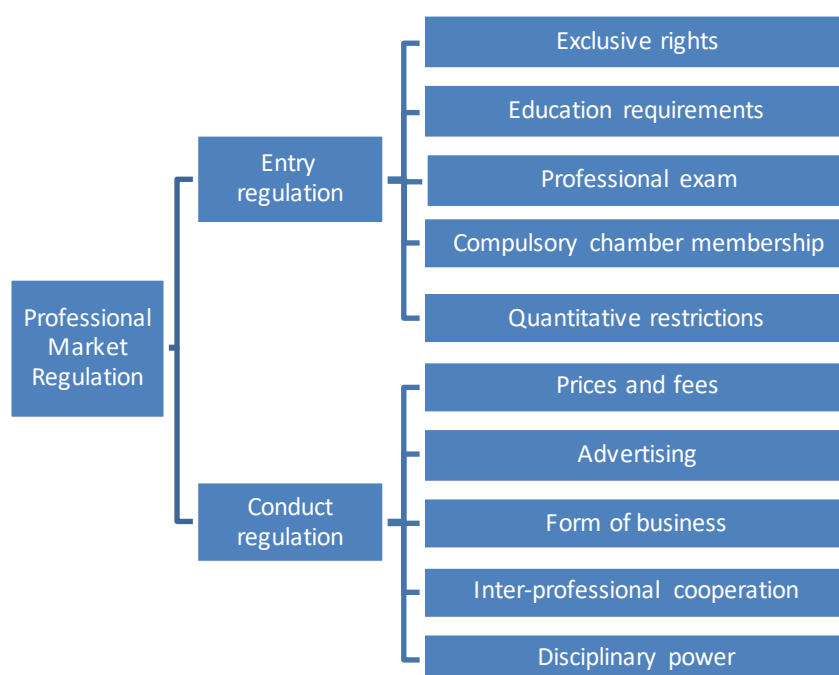 Professional
Market
Regulation
Entry
regulation
Exclusive rights
Education requirements
Professional exam
Compulsory chamber membership
Quantitative restrictions
Conduct
regulation
Prices and fees
Advertising
Form of business
Inter-professional cooperation
Disciplinary power